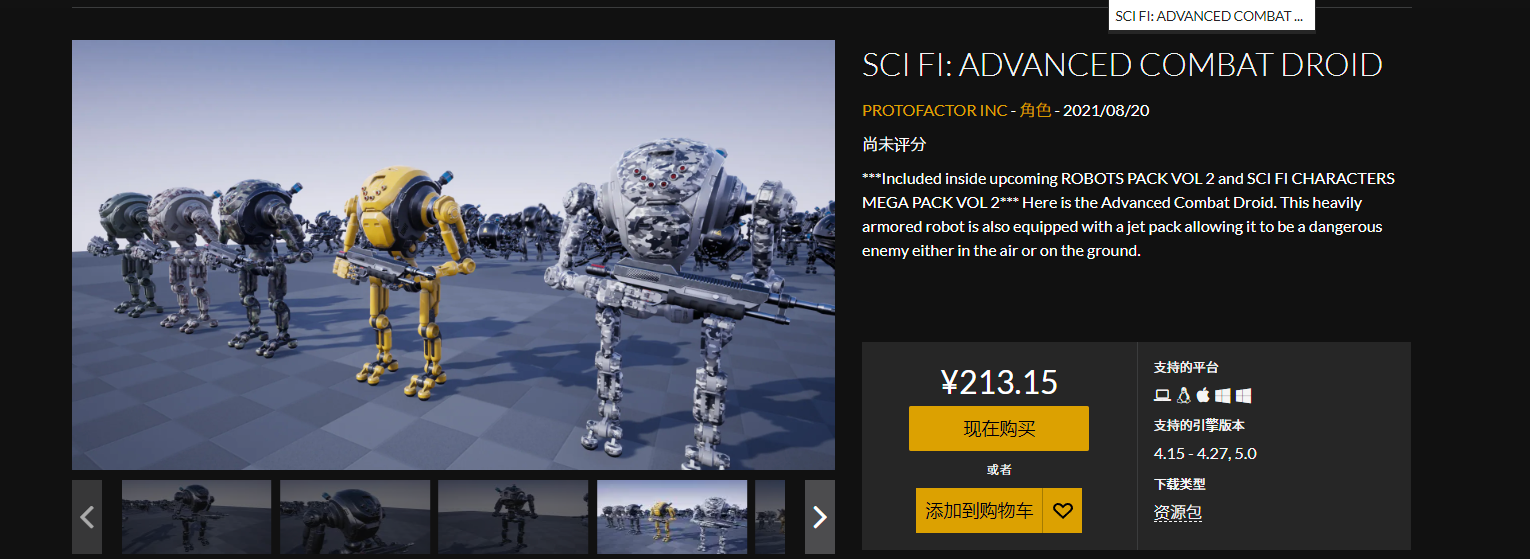 SCI FI: ADVANCED COMBAT ...
SCI FI: ADVANCED COMBAT DROID
PROTOFACTOR INC - 角色 - 2021/08/20
尚未评分
***Included inside upcoming ROBOTS PACK VOL 2 and SCI FI CHARACTERS
MEGA PACK VOL 2*** Here is the Advanced Combat Droid. This heavily
armored robot is also equipped with a jet pack allowing it to be a dangerous
enemy either in the air or on the ground.
¥213.15
现在购买
或者
添加到购物车
支持的平台
支持的引擎版本
4.15 - 4.27, 5.0
下载类型
资源包